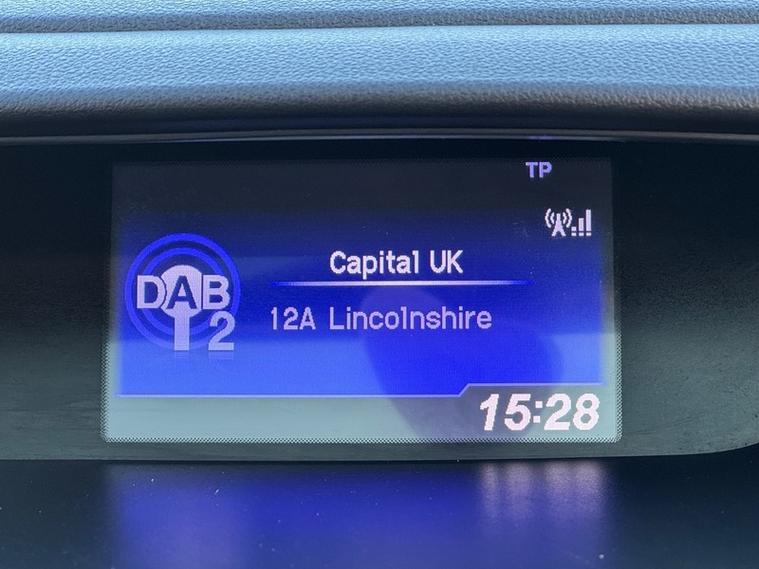 TP
Capital UK
DAB
2
12A Lincolnshire
15:28